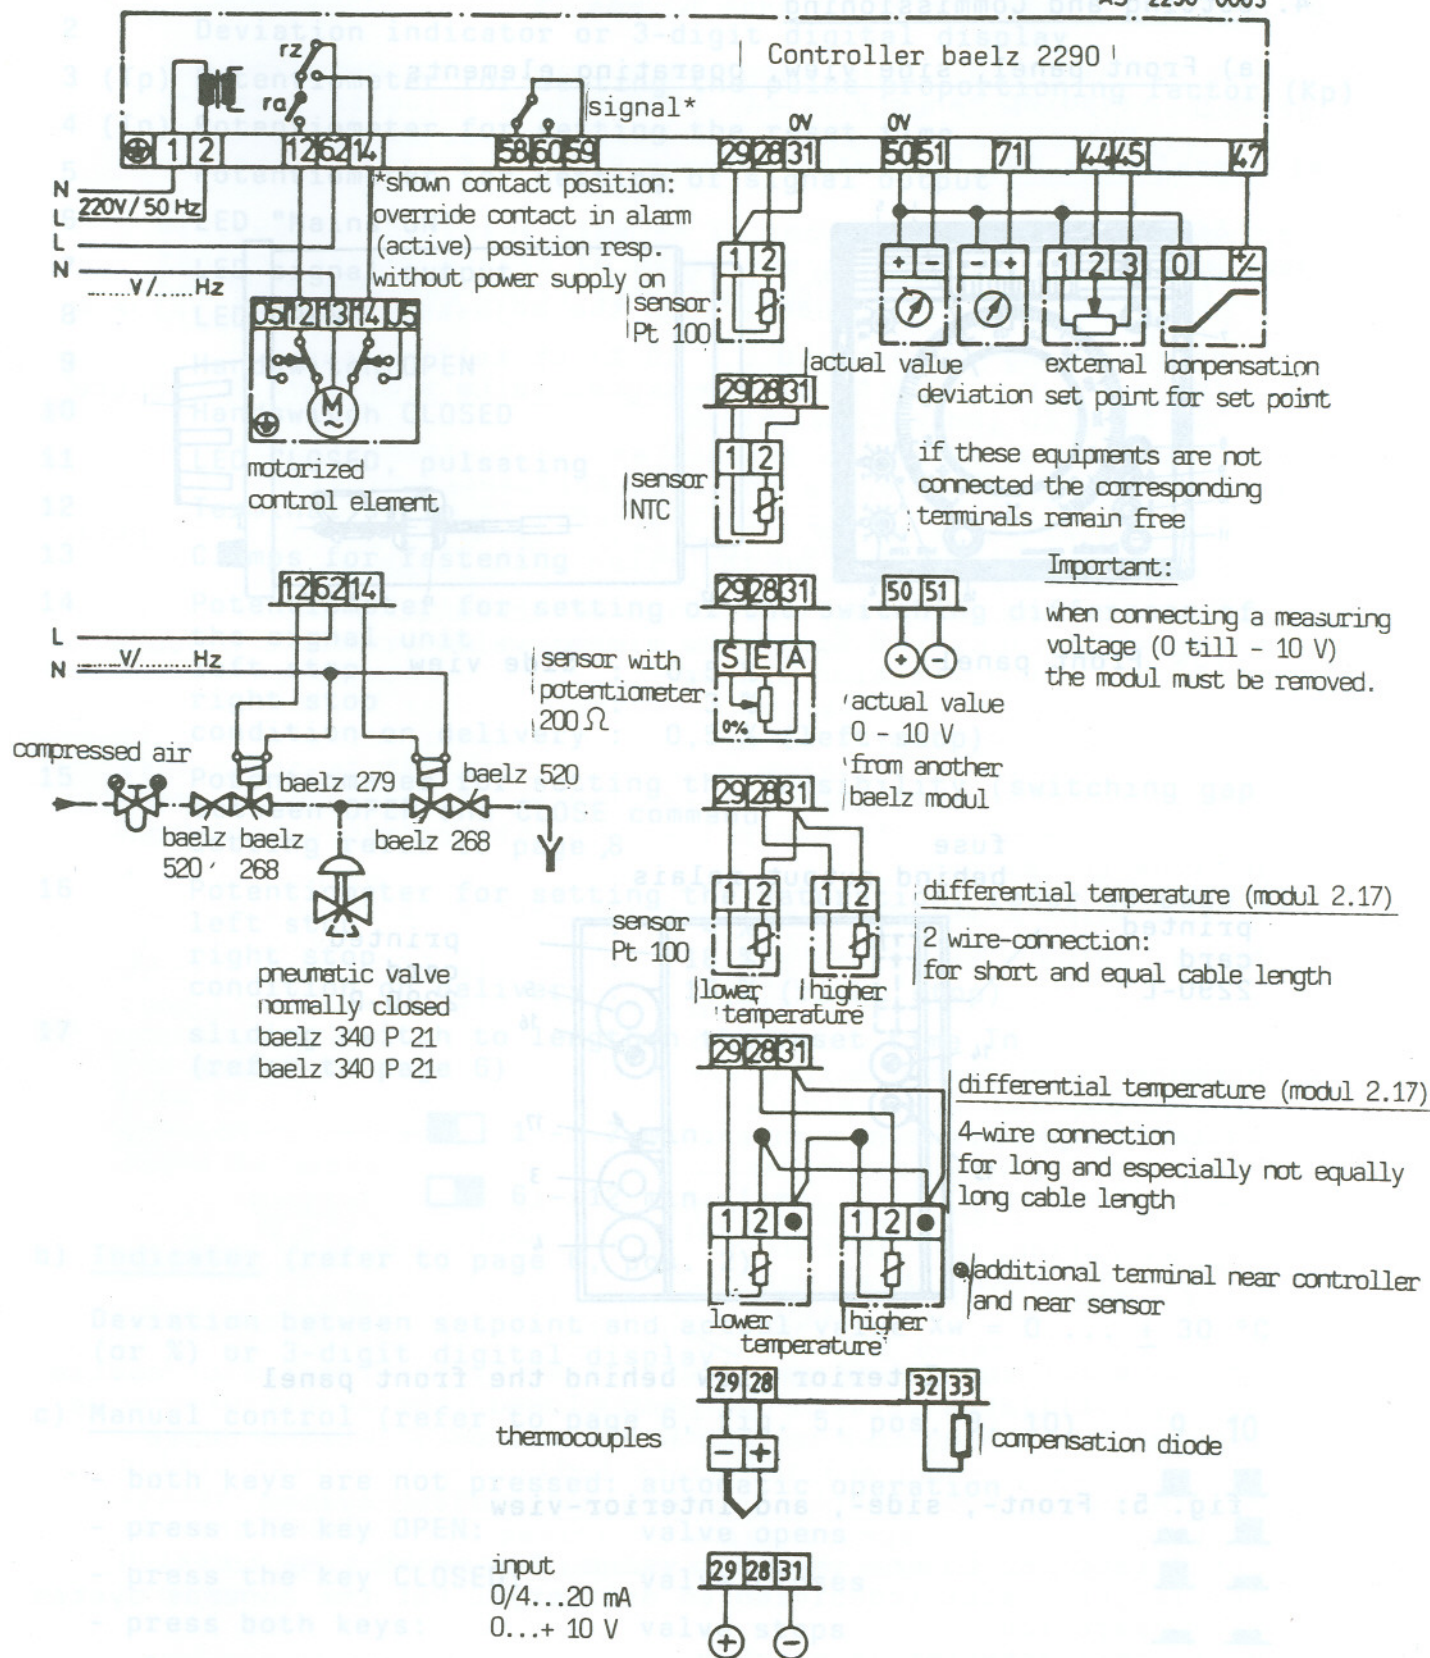 Controller baelz 2290
rz
ra
signal*
0V 0V
1 2 12 62 14 58 60 59 29 28 31 50 51 71 44 45 47
N
220V/50 Hz
L
L
N
......V/......Hz
*shown contact position:
override contact in alarm
(active) position resp.
without power supply on
U5 12 13 14 U5
M
~
motorized
control element
1 2
sensor
Pt 100
+ - - + 1 2 3 0 +/-
actual value
deviation
external
set point
konpensation
for set point
29 28 31
1 2
sensor
NTC
if these equipments are not
connected the corresponding
terminals remain free
12 62 14
L
N
......V/......Hz
29 28 31
S E A
0%
sensor with
potentiometer
200 Ω
50 51
+ -
actual value
0 - 10 V
from another
baelz modul
Important:
when connecting a measuring
voltage (0 till - 10 V)
the modul must be removed.
compressed air
baelz 279
baelz 520
baelz baelz
520 268
baelz 268
pneumatic valve
normally closed
baelz 340 P 21
baelz 340 P 21
29 28 31
1 2 1 2
sensor
Pt 100
lower higher
temperature
differential temperature (modul 2.17)
2 wire-connection:
for short and equal cable length
29 28 31
differential temperature (modul 2.17)
4-wire connection
for long and especially not equally
long cable length
1 2 1 2
lower higher
temperature
additional terminal near controller
and near sensor
29 28
- +
thermocouples
32 33
compensation diode
input
0/4...20 mA
0...+ 10 V
29 28 31
+ -